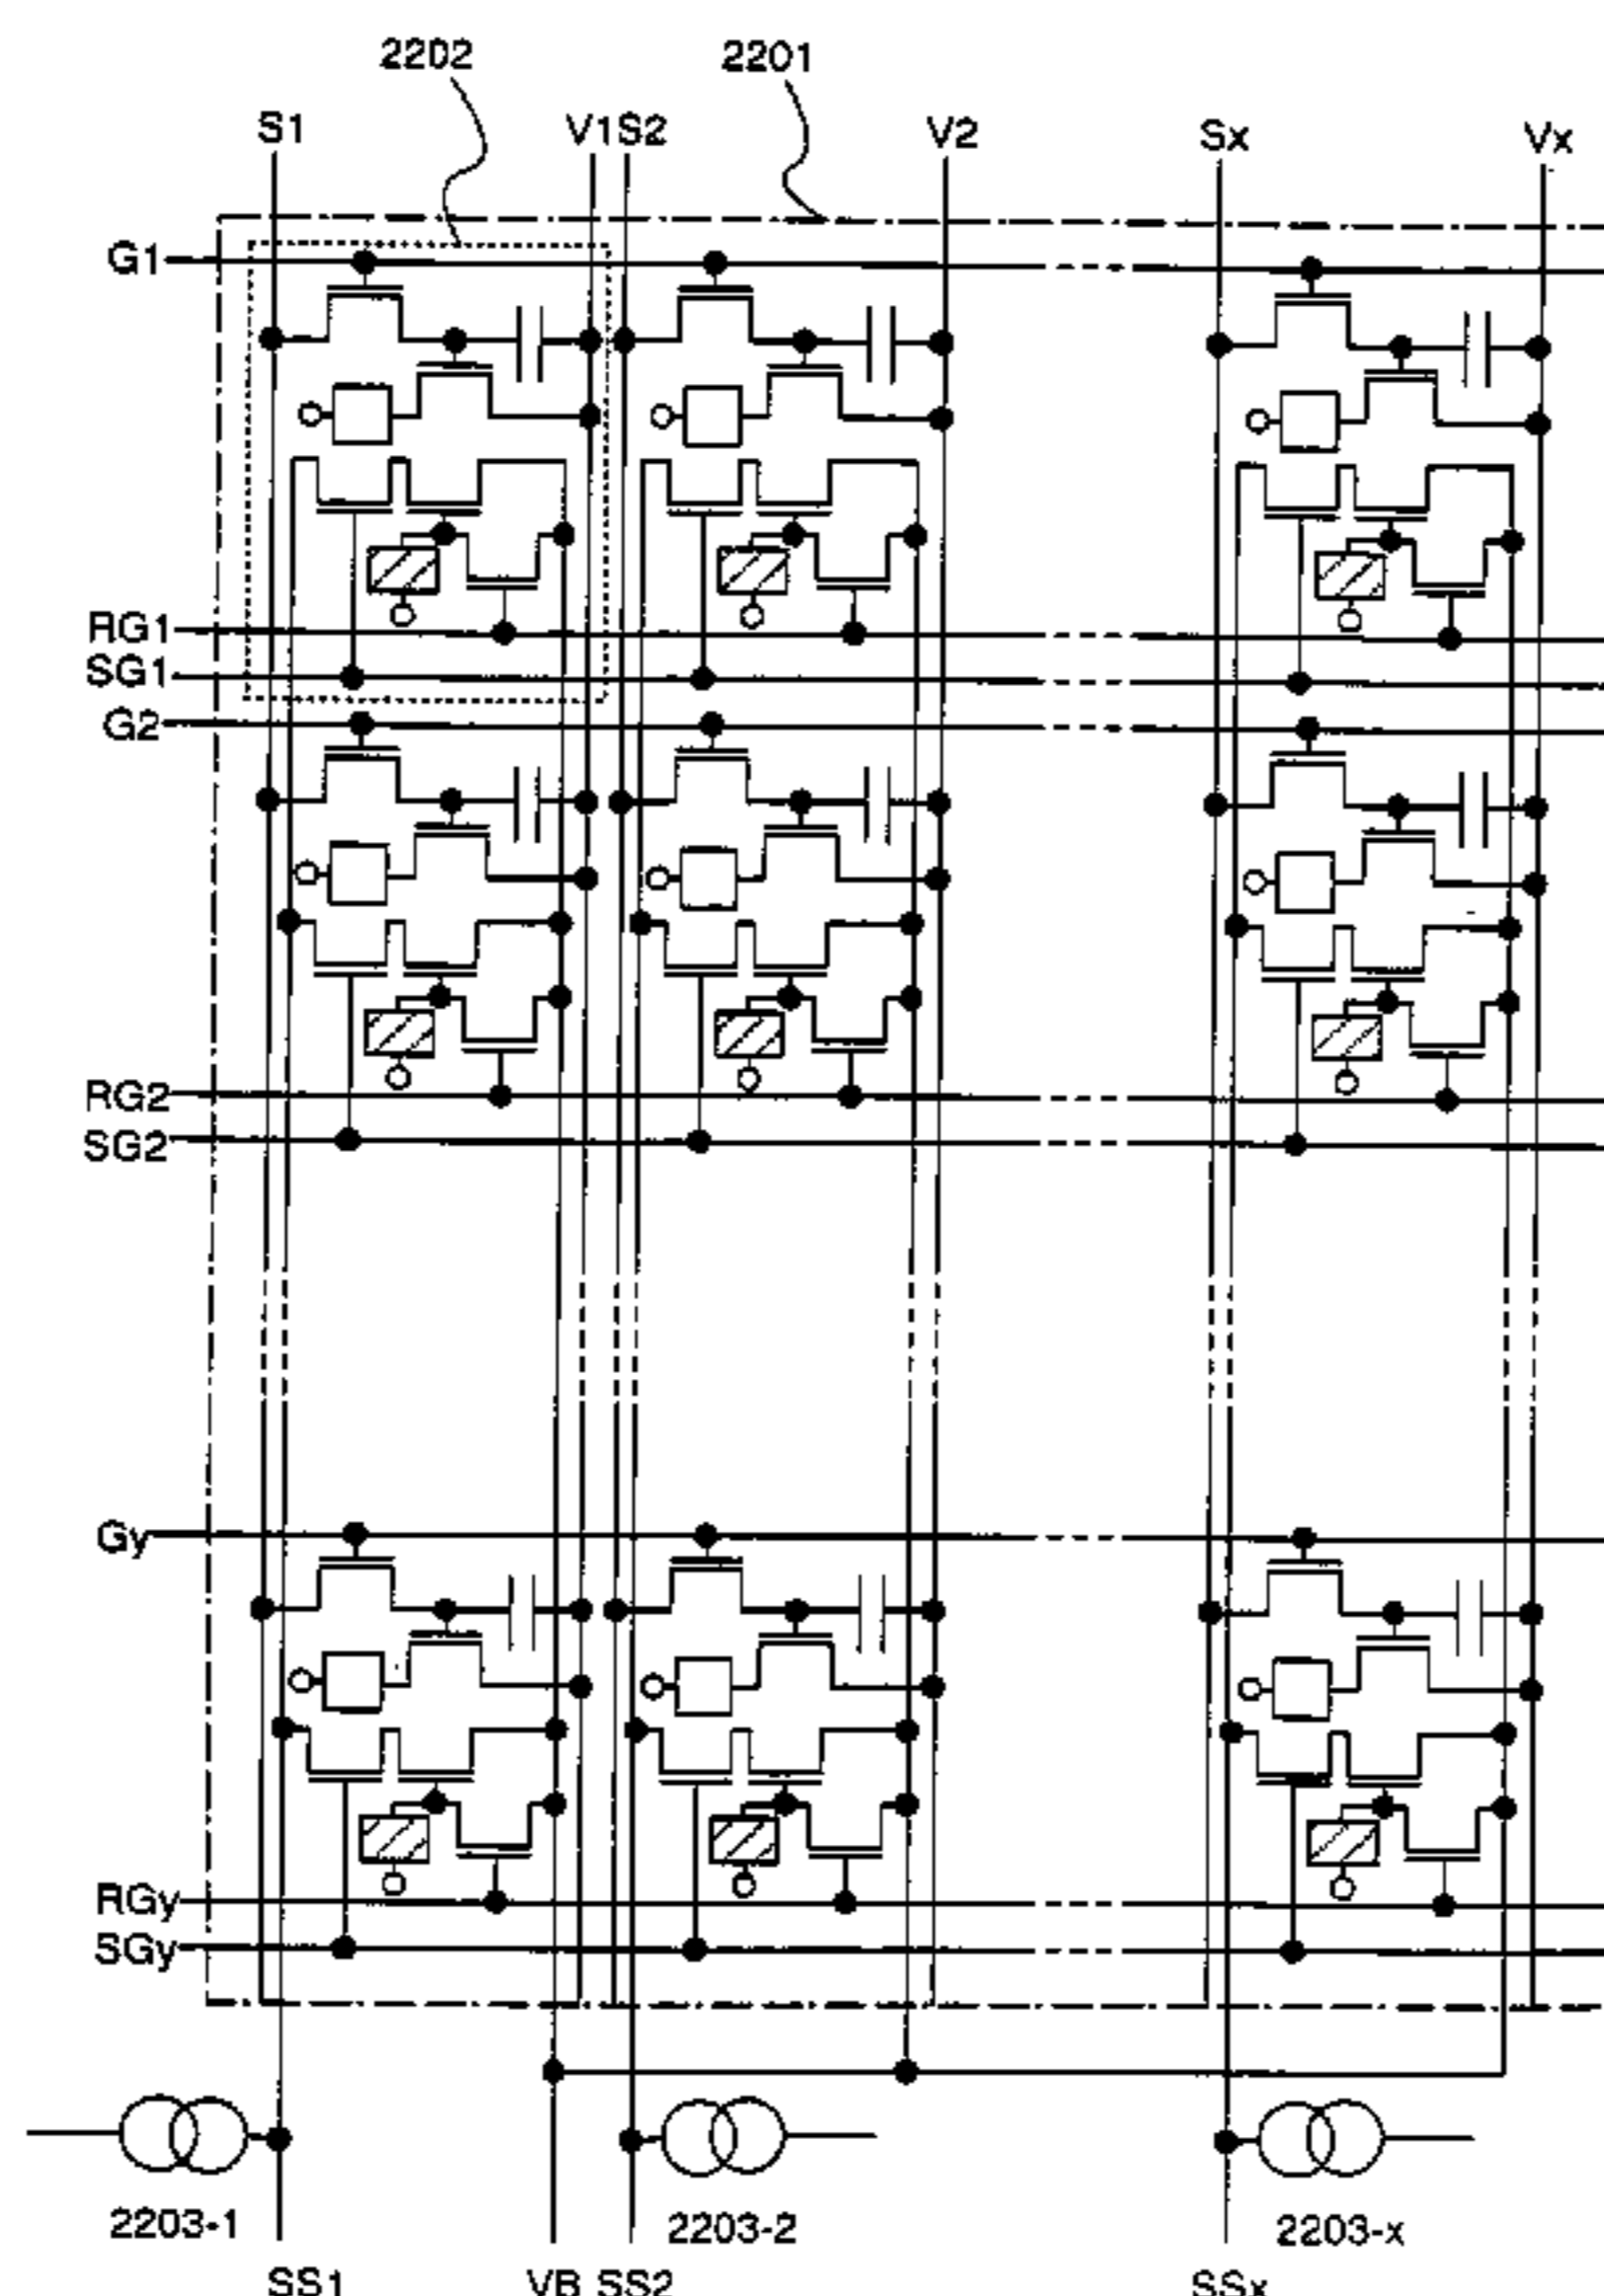 2202 2201
S1 V1 S2 V2 Sx Vx
G1
RG1
SG1
G2
RG2
SG2
Gy
RGy
SGy
2203-1 2203-2 2203-x
SS1 VB SS2 SSx